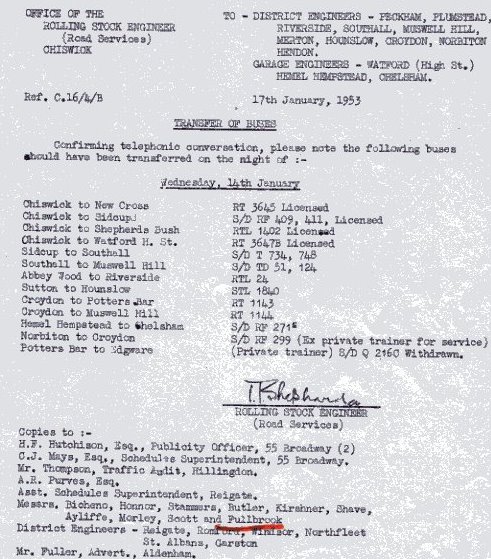 OFFICE OF THE
ROLLING STOCK ENGINEER
(Road Services)
CHISWICK
TO - DISTRICT ENGINEERS - PECKHAM, PLUMSTEAD,
RIVERSIDE, SOUTHALL, MUSWELL HILL,
MERTON, HOUNSLOW, CROYDON, NORBITON
HENDON.
GARAGE ENGINEERS - WATFORD (High St.)
HEMEL HEMPSTEAD, CHELSHAM.
Ref. C.16/4/B
17th January, 1953
TRANSFER OF BUSES
Confirming telephonic conversation, please note the following buses
should have been transferred on the night of :-
Wednesday, 14th January
Chiswick to New Cross RT 3645 Licensed
Chiswick to Sidcup S/D RF 409, 411, Licensed
Chiswick to Shepherds Bush RTL 1402 Licensed
Chiswick to Watford H. St. RT 3647B Licensed
Sidcup to Southall S/D T 734, 748
Southall to Muswell Hill S/D TD 51, 124
Abbey Wood to Riverside RTL 24
Sutton to Hounslow STL 1840
Croydon to Potters Bar RT 1143
Croydon to Muswell Hill RT 1144
Hemel Hempstead to Chelsham S/D RF 271
Norbiton to Croydon S/D RF 299 (Ex private trainer for service)
Potters Bar to Edgware (Private trainer) S/D Q 216C Withdrawn.
ROLLING STOCK ENGINEER
(Road Services)
Copies to :-
H.F. Hutchison, Esq., Publicity Officer, 55 Broadway (2)
C.J. Mays, Esq., Schedules Superintendent, 55 Broadway.
Mr. Thompson, Traffic Audit, Hillingdon.
A.R. Purves, Esq.
Asst. Schedules Superintendent, Reigate.
Messrs. Bicheno, Honnor, Stammers, Butler, Kirshner, Shave,
Ayliffe, Morley, Scott and Fullbrook
District Engineers - Reigate, Romford, Windsor, Northfleet
St. Albans, Garston
Mr. Fuller, Advert., Aldenham.